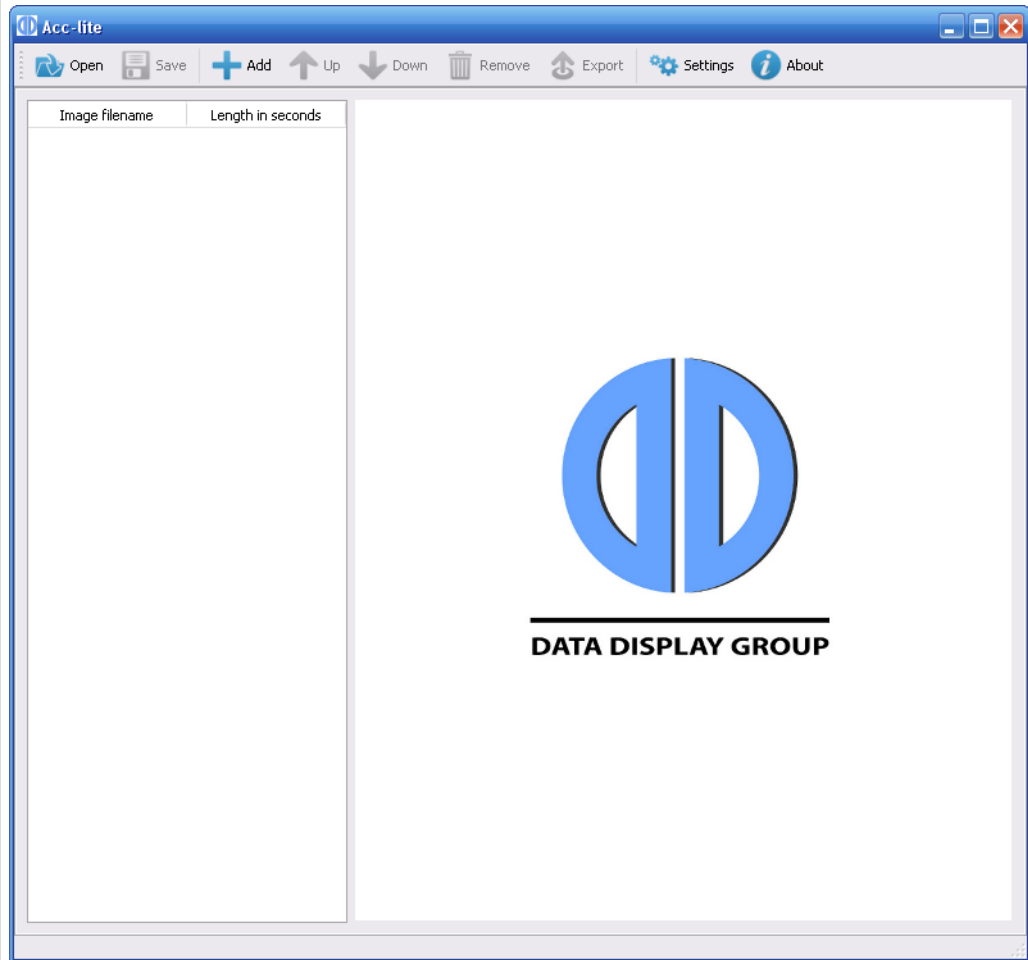 Acc-lite
Open Save Add Up Down Remove Export Settings About
Image filename Length in seconds
DATA DISPLAY GROUP